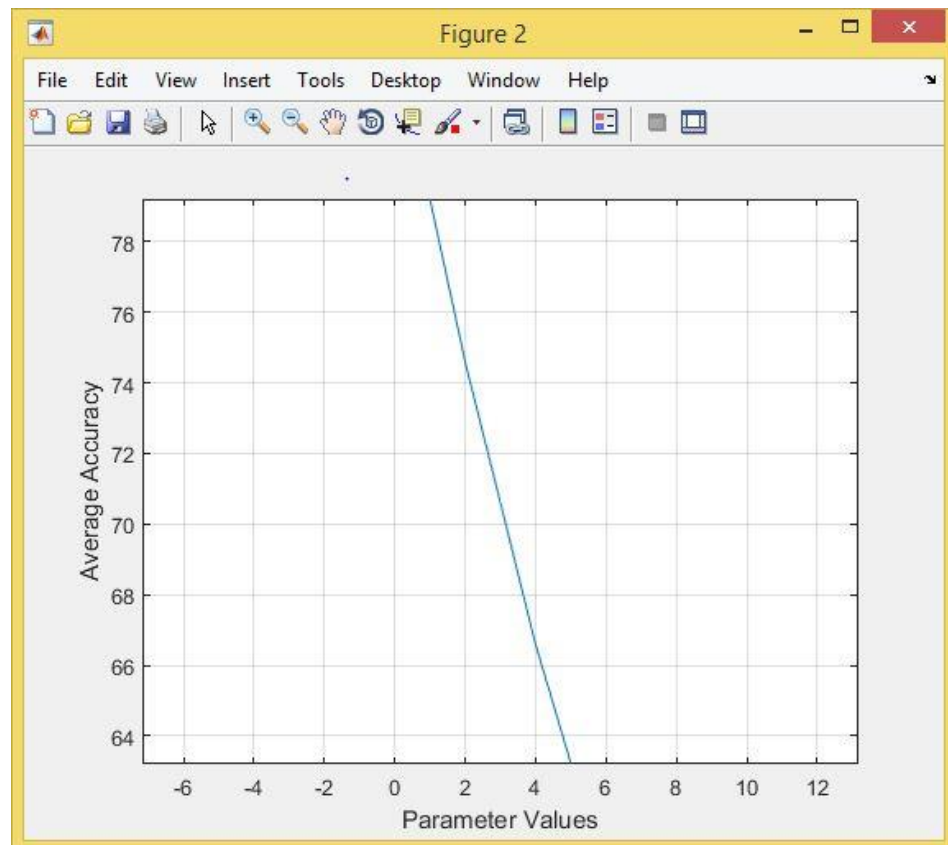 Figure 2
File Edit View Insert Tools Desktop Window Help
78
76
74
72
70
68
66
64
Average Accuracy
-6 -4 -2 0 2 4 6 8 10 12
Parameter Values